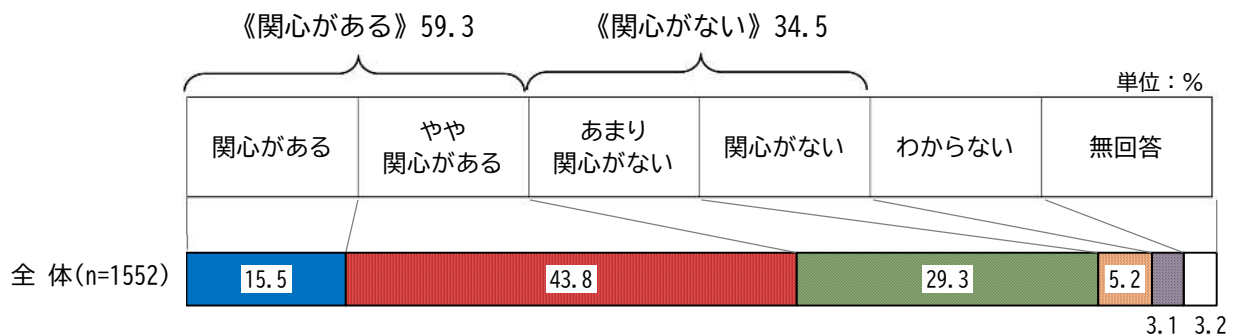 《関心がある》59.3 《関心がない》34.5
単位：%
関心がある
やや
関心がある
あまり
関心がない
関心がない
わからない
無回答
全 体(n=1552) 15.5 43.8 29.3 5.2
3.1 3.2